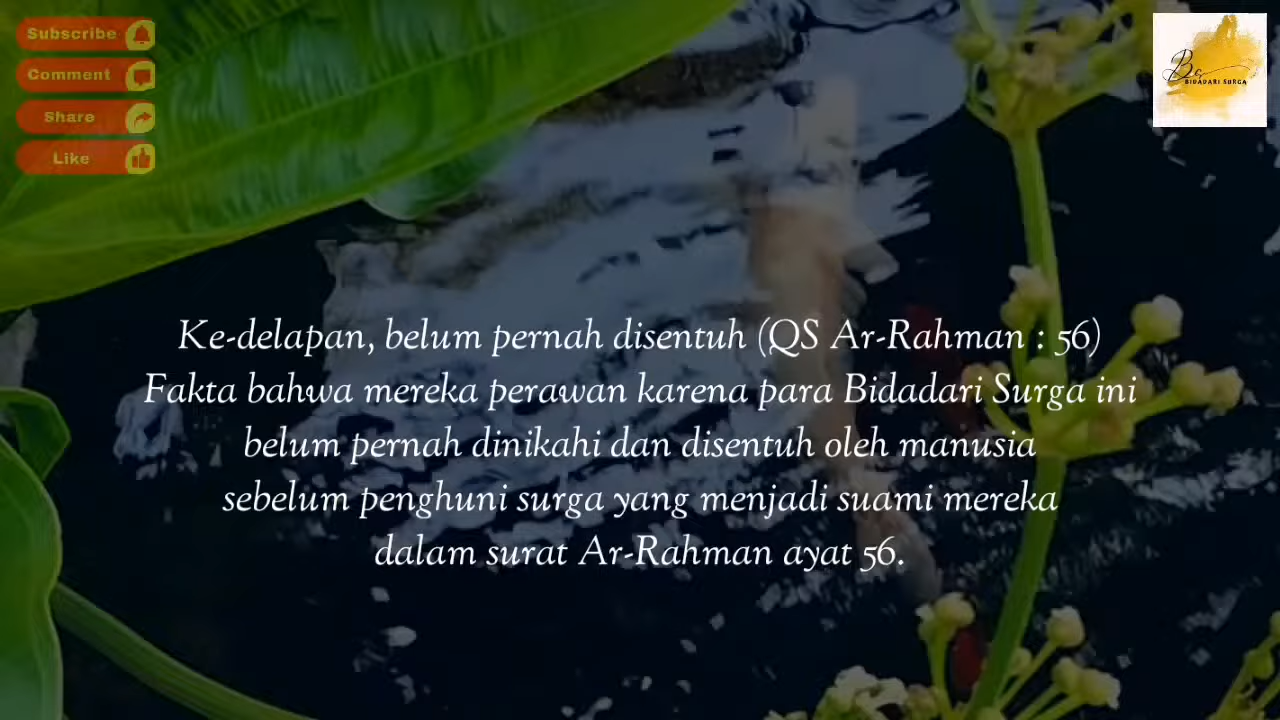 Subscribe
Comment
Share
Like
Bs
BIDADARI SURGA
Ke-delapan, belum pernah disentuh (QS Ar-Rahman : 56)
Fakta bahwa mereka perawan karena para Bidadari Surga ini
belum pernah dinikahi dan disentuh oleh manusia
sebelum penghuni surga yang menjadi suami mereka
dalam surat Ar-Rahman ayat 56.